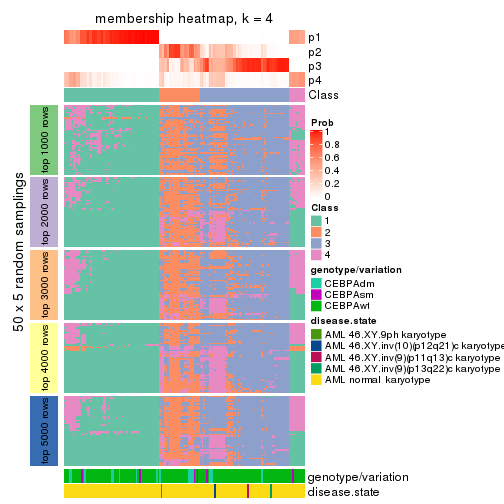 membership heatmap, k = 4
p1
p2
p3
p4
Class
50 x 5 random samplings
top 1000 rows
top 2000 rows
top 3000 rows
top 4000 rows
top 5000 rows
Prob
1
0.8
0.6
0.4
0.2
0
Class
1
2
3
4
genotype/variation
CEBPAdm
CEBPAsm
CEBPAwt
disease.state
AML 46.XY.9ph karyotype
AML 46.XY.inv(10)(p12q21)c karyotype
AML 46.XY.inv(9)(p11q13)c karyotype
AML 46.XY.inv(9)(p13q22)c karyotype
AML normal karyotype
genotype/variation
disease.state